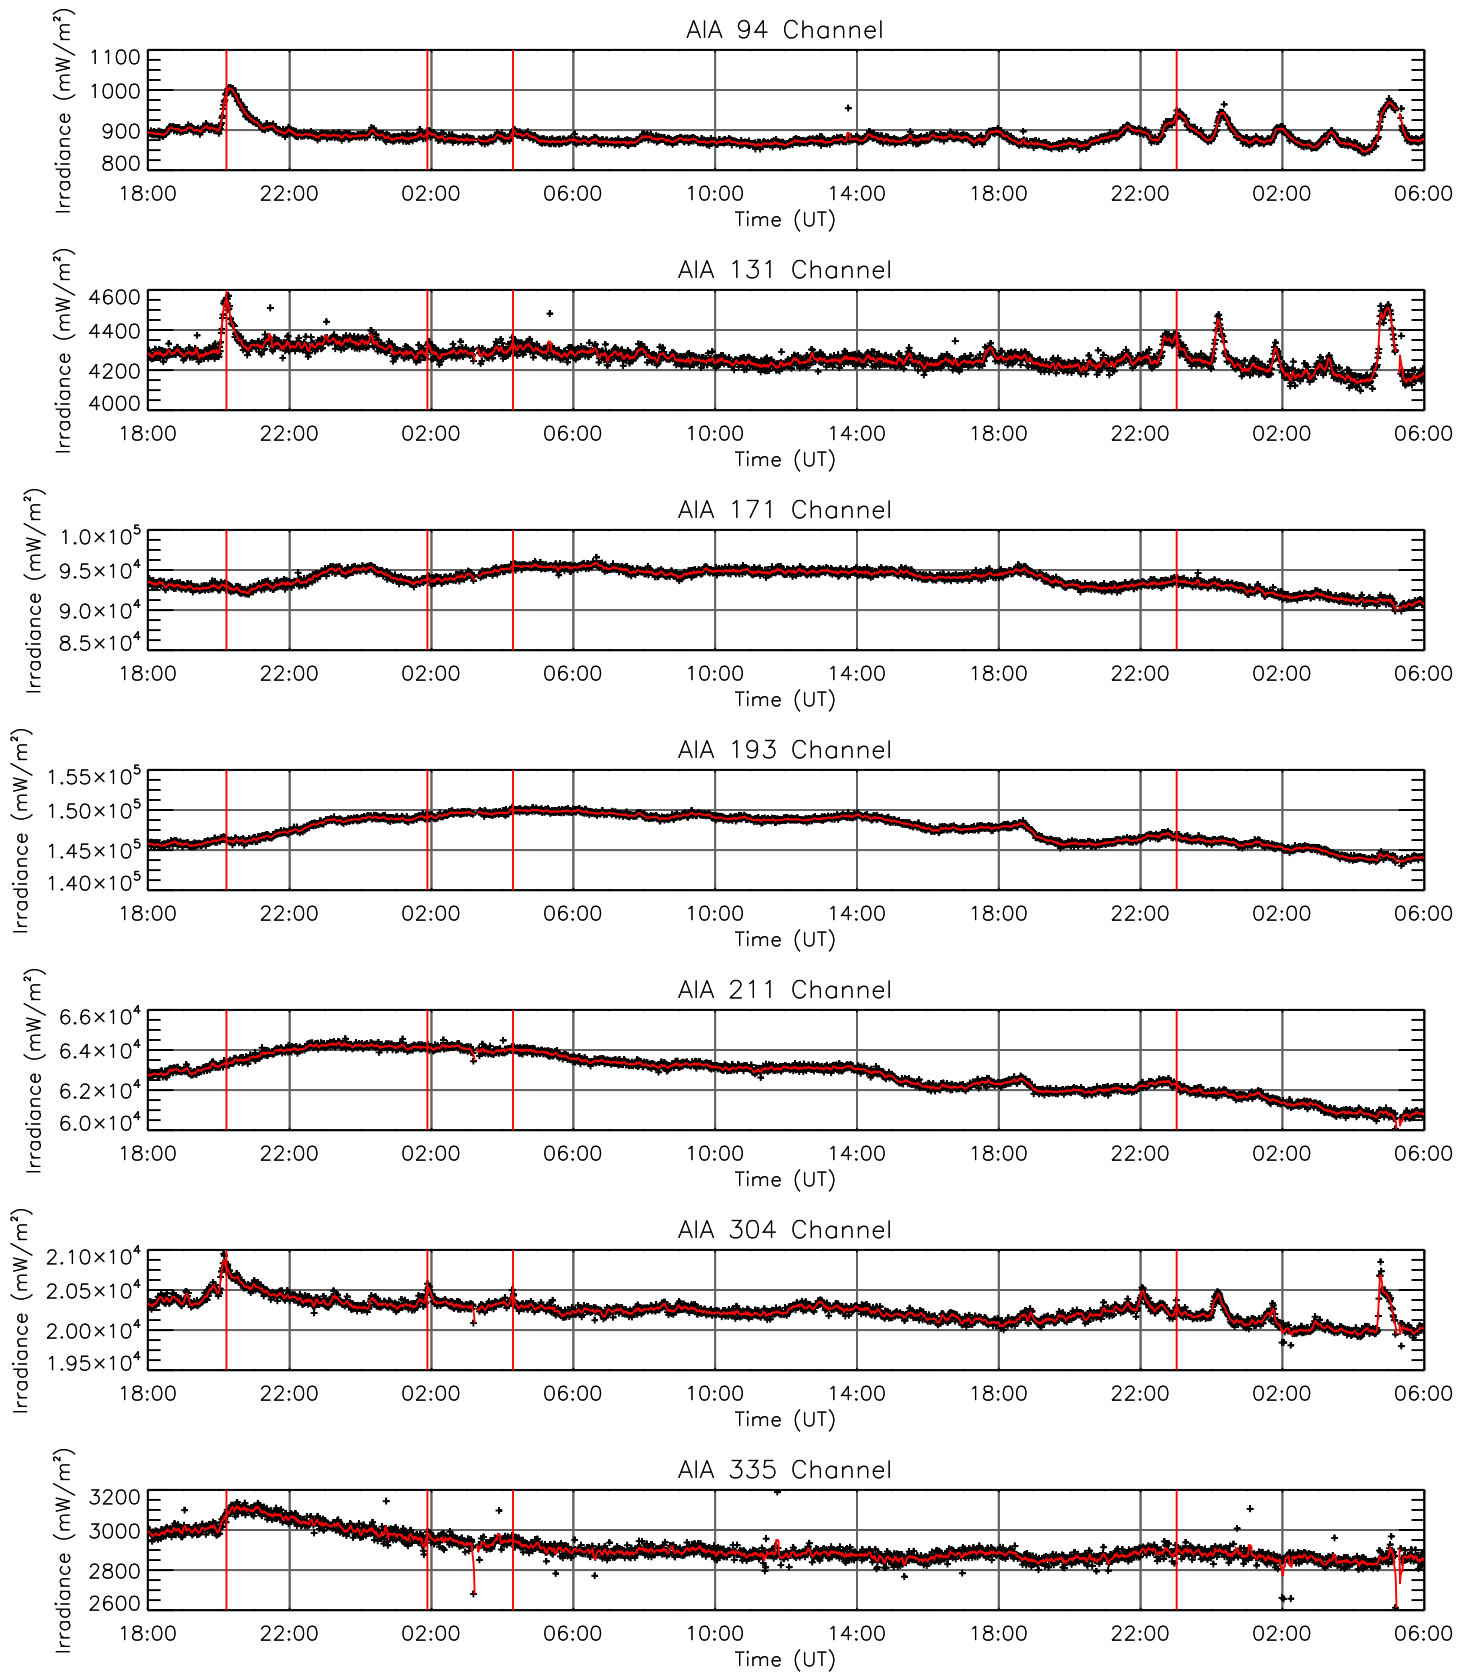 AIA 94 Channel
Irradiance (mW/m²)
1100
1000
900
800
18:00 22:00 02:00 06:00 10:00 14:00 18:00 22:00 02:00 06:00
Time (UT)
AIA 131 Channel
Irradiance (mW/m²)
4600
4400
4200
4000
18:00 22:00 02:00 06:00 10:00 14:00 18:00 22:00 02:00 06:00
Time (UT)
AIA 171 Channel
Irradiance (mW/m²)
1.0×10⁵
9.5×10⁴
9.0×10⁴
8.5×10⁴
18:00 22:00 02:00 06:00 10:00 14:00 18:00 22:00 02:00 06:00
Time (UT)
AIA 193 Channel
Irradiance (mW/m²)
1.55×10⁵
1.50×10⁵
1.45×10⁵
1.40×10⁵
18:00 22:00 02:00 06:00 10:00 14:00 18:00 22:00 02:00 06:00
Time (UT)
AIA 211 Channel
Irradiance (mW/m²)
6.6×10⁴
6.4×10⁴
6.2×10⁴
6.0×10⁴
18:00 22:00 02:00 06:00 10:00 14:00 18:00 22:00 02:00 06:00
Time (UT)
AIA 304 Channel
Irradiance (mW/m²)
2.10×10⁴
2.05×10⁴
2.00×10⁴
1.95×10⁴
18:00 22:00 02:00 06:00 10:00 14:00 18:00 22:00 02:00 06:00
Time (UT)
AIA 335 Channel
Irradiance (mW/m²)
3200
3000
2800
2600
18:00 22:00 02:00 06:00 10:00 14:00 18:00 22:00 02:00 06:00
Time (UT)